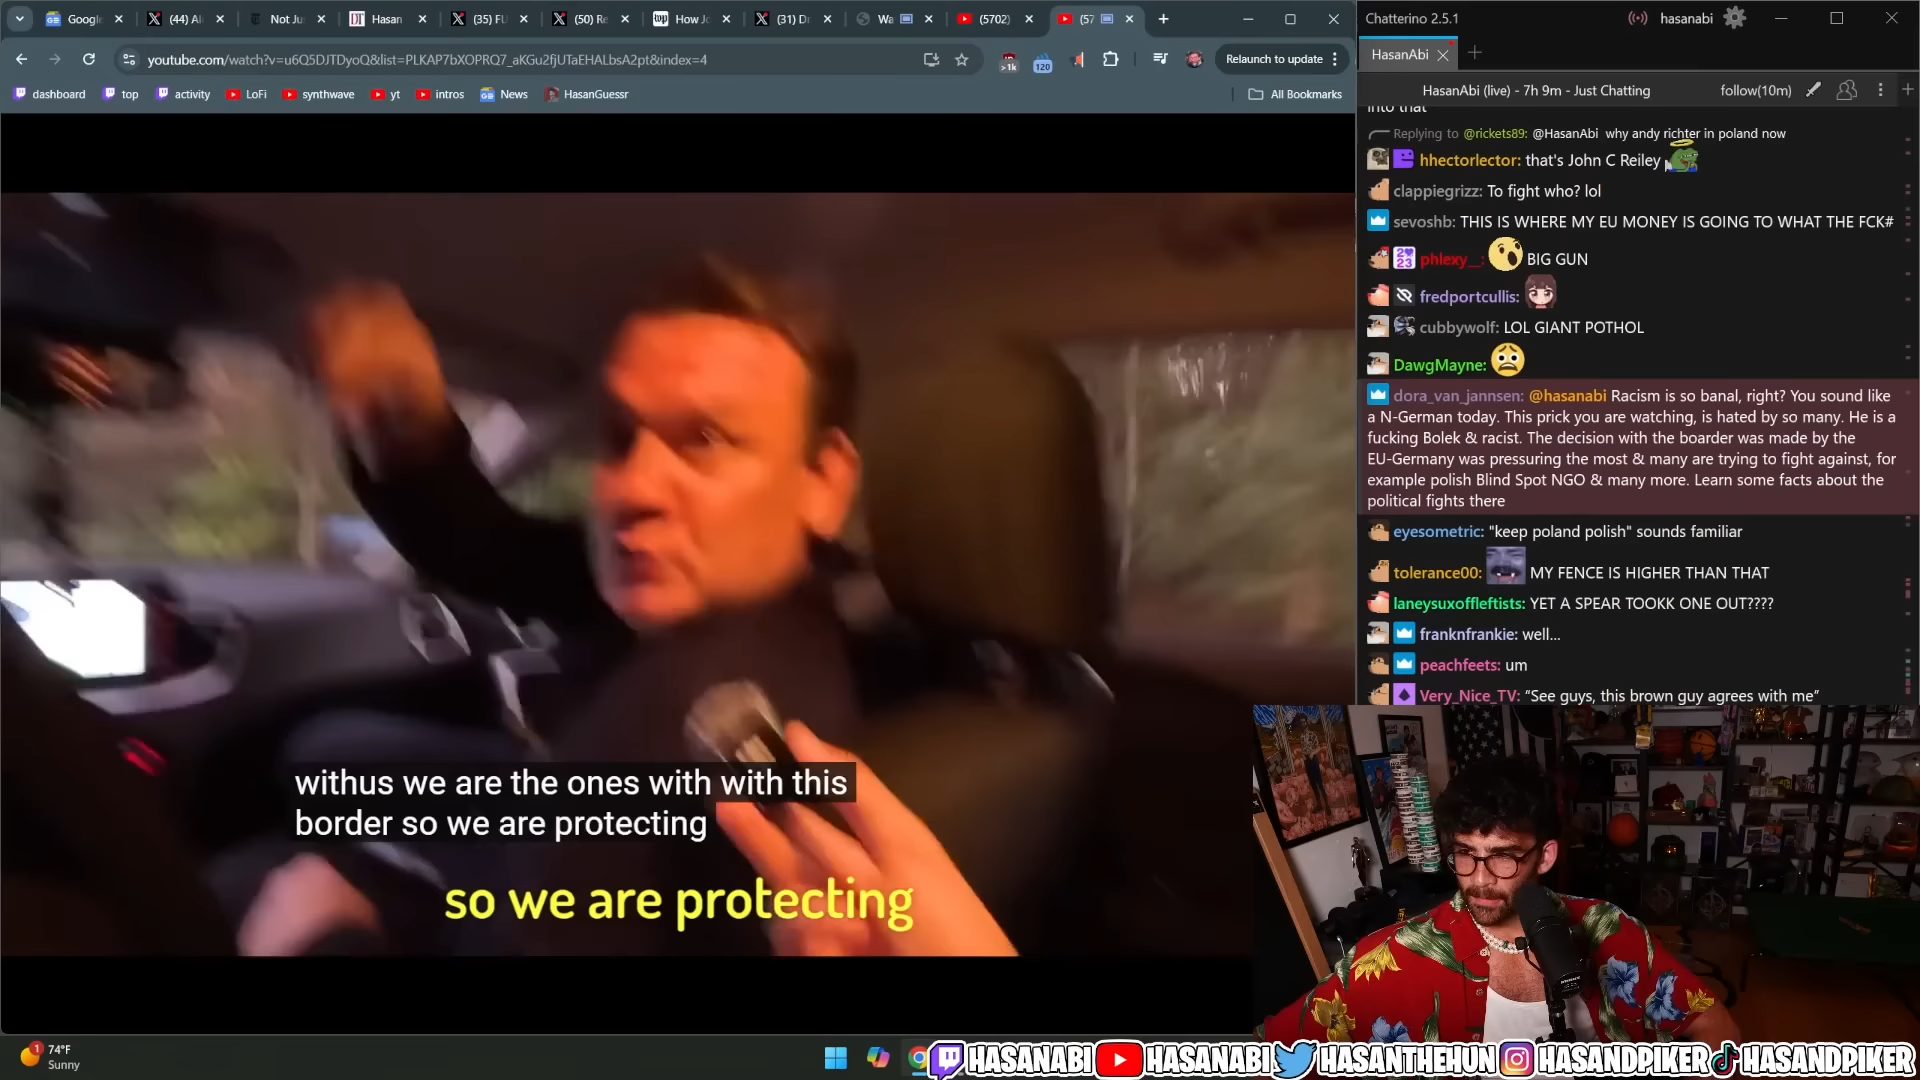 Google
(44) Al
Not Ju
Hasan
(35) FU
(50) Re
How Jo
(31) Dr
Wa
(5702)
(57
youtube.com/watch?v=u6Q5DJTDyoQ&list=PLKAP7bXOPRQ7_aKGu2fjUTaEHALbsA2pt&index=4
>1k
120
Relaunch to update
dashboard
top
activity
LoFi
synthwave
yt
intros
News
HasanGuessr
All Bookmarks
withus we are the ones with with this
border so we are protecting
so we are protecting
Chatterino 2.5.1
hasanabi
HasanAbi
HasanAbi (live) - 7h 9m - Just Chatting
follow(10m)
into that
Replying to @rickets89: @HasanAbi why andy richter in poland now
hhectorlector: that's John C Reiley
clappiegrizz: To fight who? lol
sevoshb: THIS IS WHERE MY EU MONEY IS GOING TO WHAT THE FCK#
phlexy__: BIG GUN
fredportcullis:
cubbywolf: LOL GIANT POTHOL
DawgMayne:
dora_van_jannsen: @hasanabi Racism is so banal, right? You sound like
a N-German today. This prick you are watching, is hated by so many. He is a
fucking Bolek & racist. The decision with the boarder was made by the
EU-Germany was pressuring the most & many are trying to fight against, for
example polish Blind Spot NGO & many more. Learn some facts about the
political fights there
eyesometric: "keep poland polish" sounds familiar
tolerance00: MY FENCE IS HIGHER THAN THAT
laneysuxoffleftists: YET A SPEAR TOOKK ONE OUT????
franknfrankie: well...
peachfeets: um
Very_Nice_TV: “See guys, this brown guy agrees with me”
1
74°F
Sunny
HASANABI
HASANABI
HASANTHEHUN
HASANDPIKER
HASANDPIKER